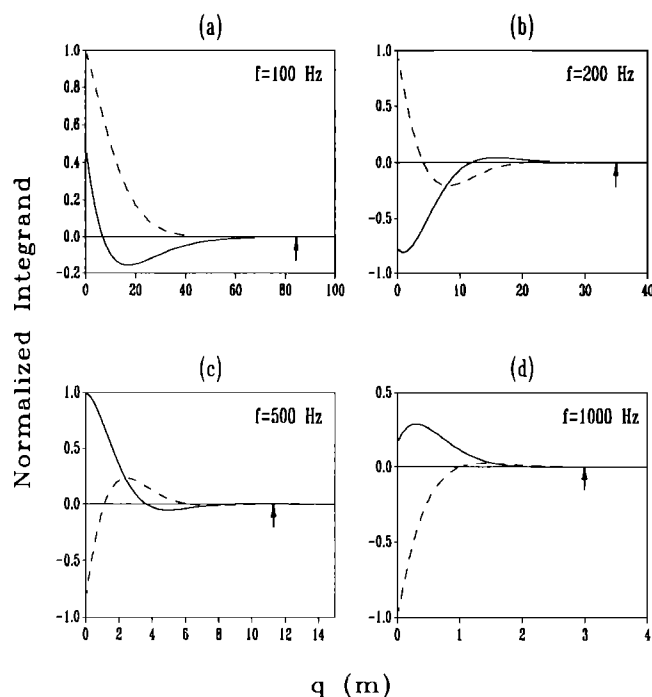 (a)
(b)
f=100 Hz
f=200 Hz
1.0
0.8
0.6
0.4
0.2
0.0
-0.2
0 20 40 60 80 100
1.0
0.5
0.0
-0.5
-1.0
0 10 20 30 40
Normalized Integrand
(c)
(d)
f=500 Hz
f=1000 Hz
1.0
0.5
0.0
-0.5
-1.0
0 2 4 6 8 10 12 14
0.5
0.0
-0.5
-1.0
0 1 2 3 4
q (m)